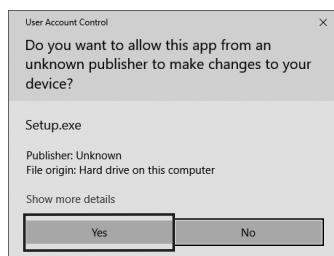 User Account Control
Do you want to allow this app from an
unknown publisher to make changes to your
device?
Setup.exe
Publisher: Unknown
File origin: Hard drive on this computer
Show more details
Yes
No